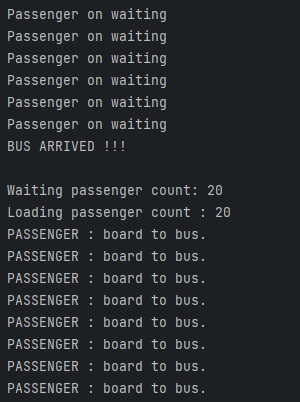 Passenger on waiting
Passenger on waiting
Passenger on waiting
Passenger on waiting
Passenger on waiting
Passenger on waiting
BUS ARRIVED !!!
Waiting passenger count: 20
Loading passenger count : 20
PASSENGER : board to bus.
PASSENGER : board to bus.
PASSENGER : board to bus.
PASSENGER : board to bus.
PASSENGER : board to bus.
PASSENGER : board to bus.
PASSENGER : board to bus.
PASSENGER : board to bus.